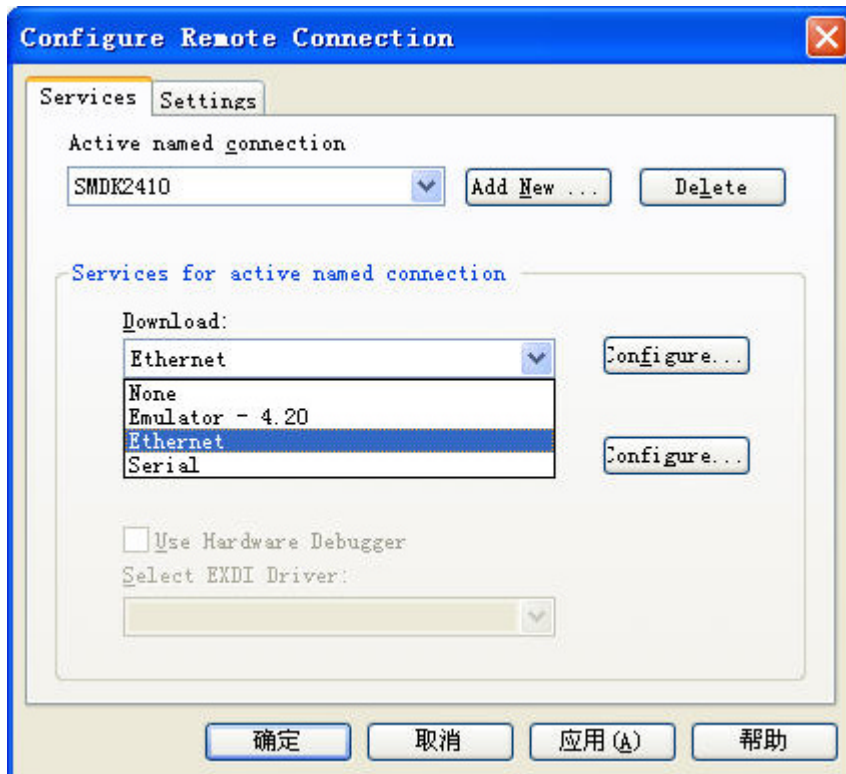 Configure Remote Connection
Services Settings
Active named connection
SMDK2410 Add New ... Delete
Services for active named connection
Download:
Ethernet Configure...
None
Emulator - 4.20
Ethernet
Serial Configure...
Use Hardware Debugger
Select EXDI Driver:
确定 取消 应用(A) 帮助